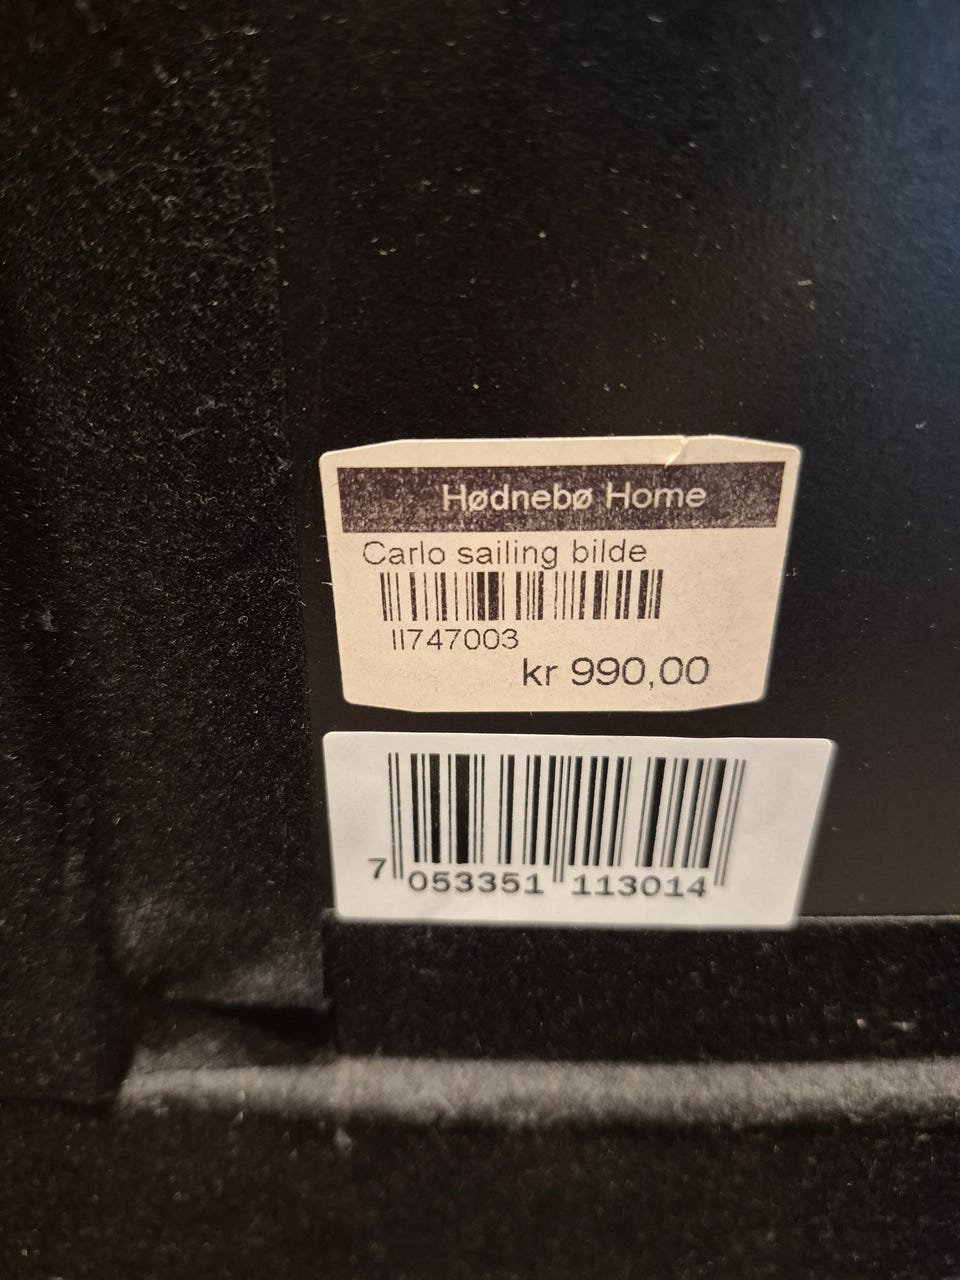 Hødnebø Home
Carlo sailing bilde
II747003
kr 990,00
7 053351 113014